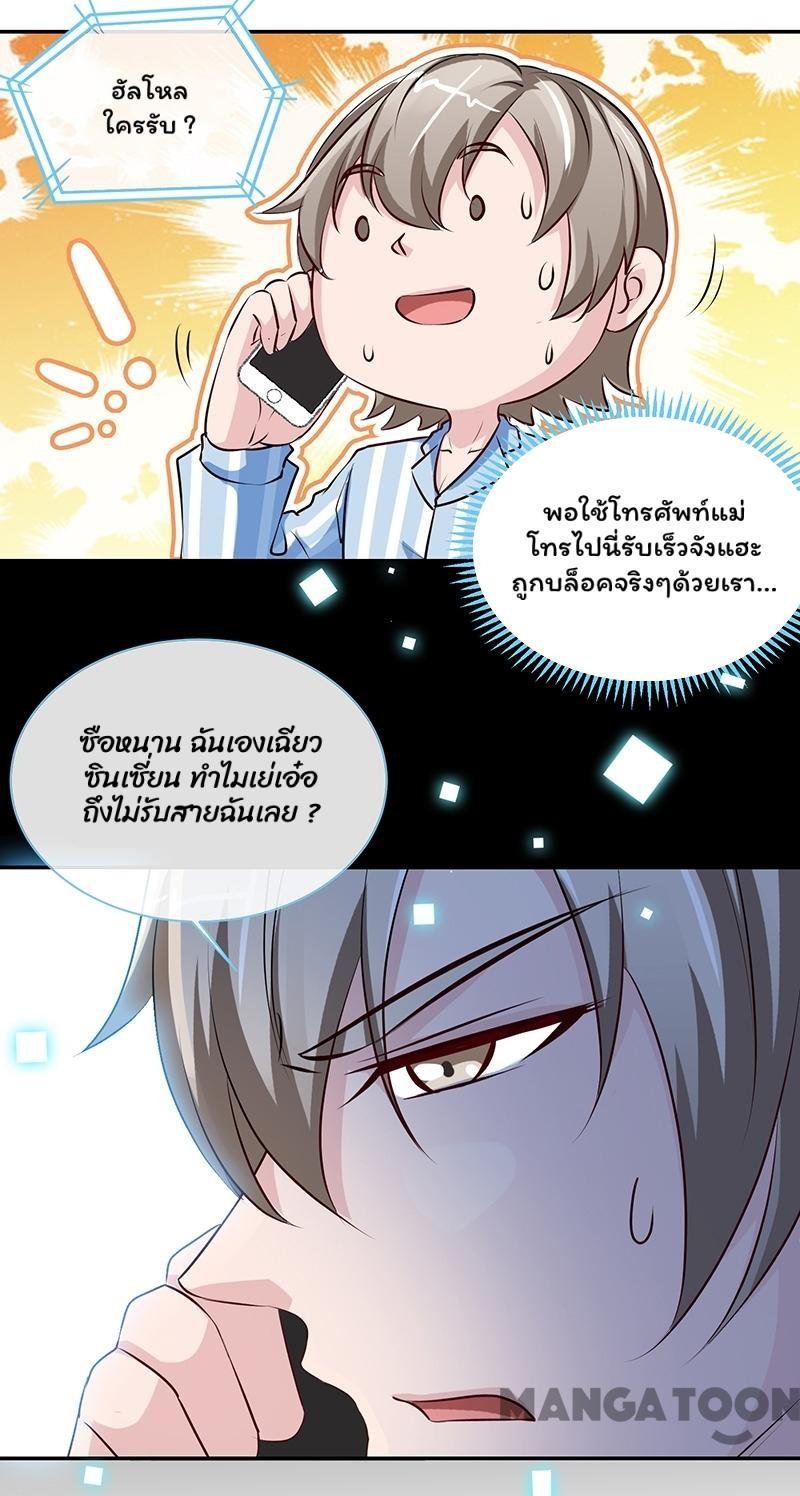 ฮัลโหล
ใครรับ ?
พอใช้โทรศัพท์แม่
โทรไปนี่รับเร็วจังแฮะ
ถูกบล็อคจริงๆด้วยเรา...
ซือหนาน ฉันเองเฉียว
ซินเซี่ยน ทำไมเย่เอ๋อ
ถึงไม่รับสายฉันเลย ?
MANGATOON